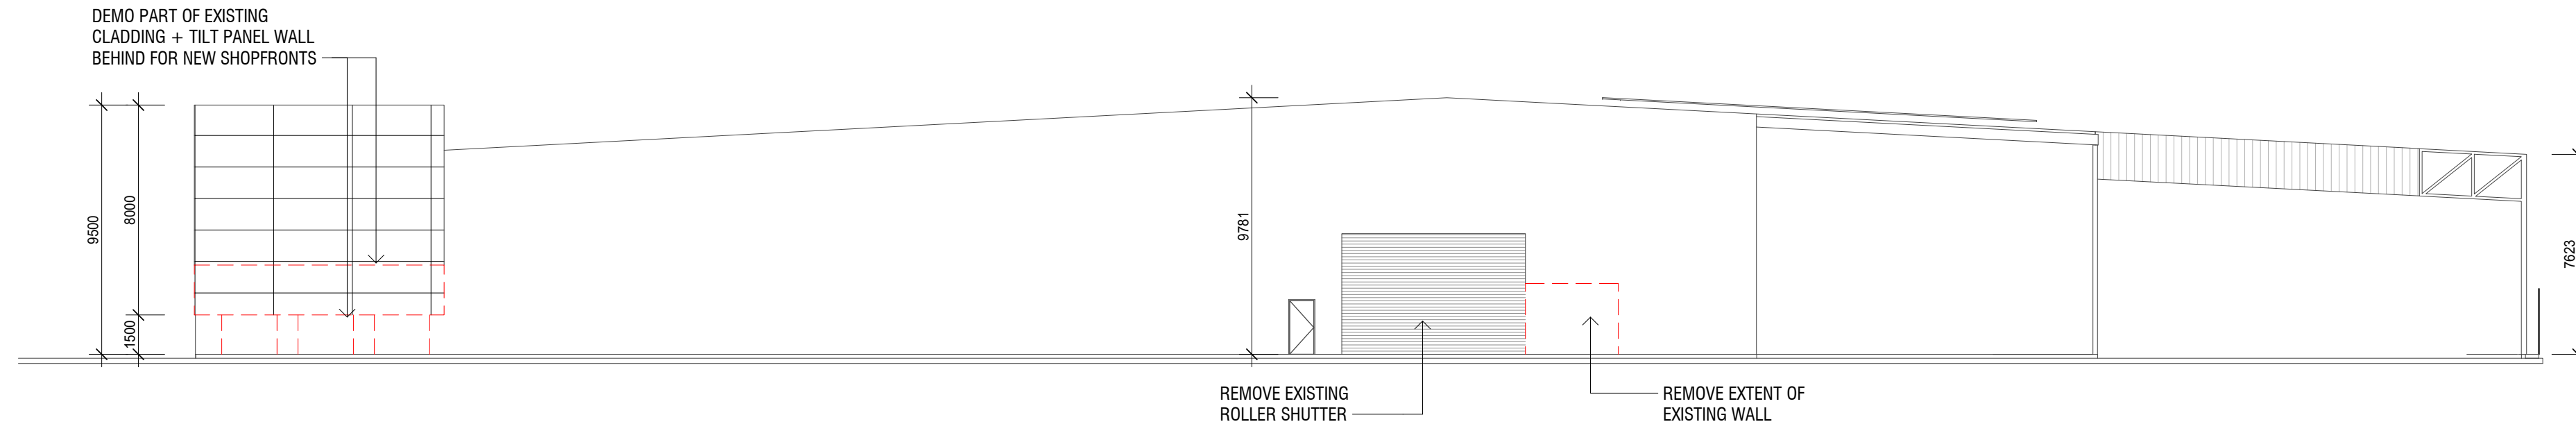 DEMO PART OF EXISTING
CLADDING + TILT PANEL WALL
BEHIND FOR NEW SHOPFRONTS
9500
8000
1500
9781
7623
REMOVE EXISTING
ROLLER SHUTTER
REMOVE EXTENT OF
EXISTING WALL